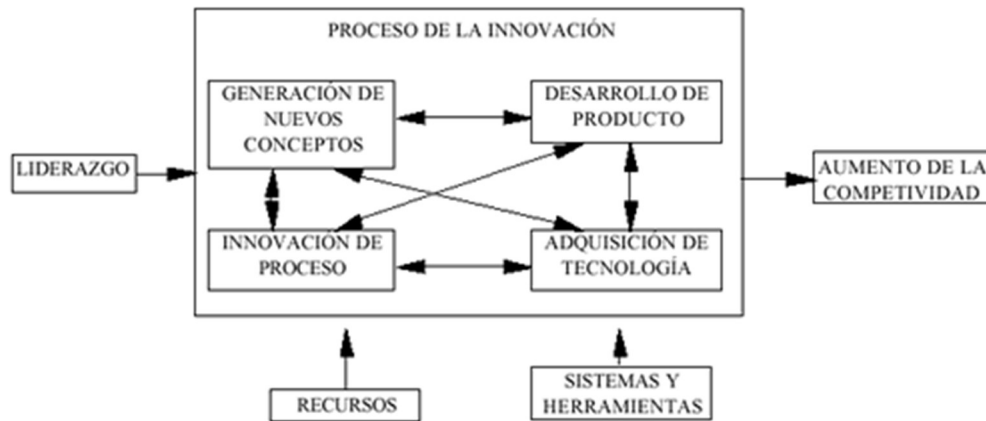 PROCESO DE LA INNOVACIÓN
GENERACIÓN DE
NUEVOS
CONCEPTOS
DESARROLLO DE
PRODUCTO
LIDERAZGO
AUMENTO DE LA
COMPETIVIDAD
INNOVACIÓN DE
PROCESO
ADQUISICIÓN DE
TECNOLOGÍA
RECURSOS
SISTEMAS Y
HERRAMIENTAS